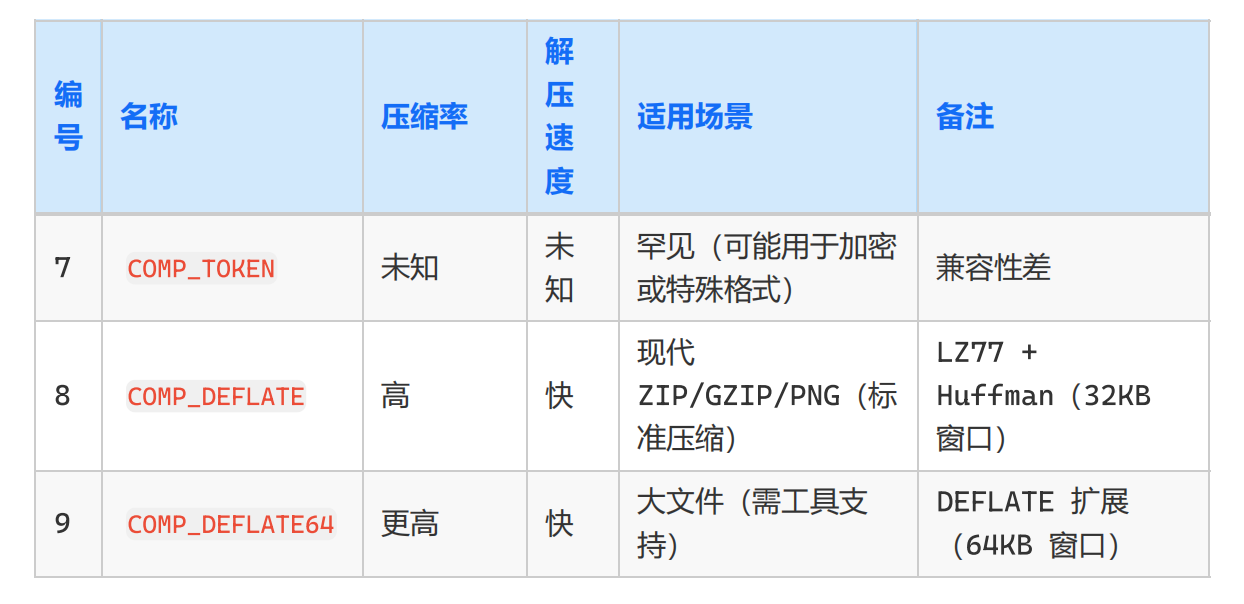 编
号
名称
压缩率
解
压
速
度
适用场景
备注
7
COMP_TOKEN
未知
未
知
罕见（可能用于加密
或特殊格式）
兼容性差
8
COMP_DEFLATE
高
快
现代
ZIP/GZIP/PNG（标
准压缩）
LZ77 +
Huffman（32KB
窗口）
9
COMP_DEFLATE64
更高
快
大文件（需工具支
持）
DEFLATE 扩展
（64KB 窗口）